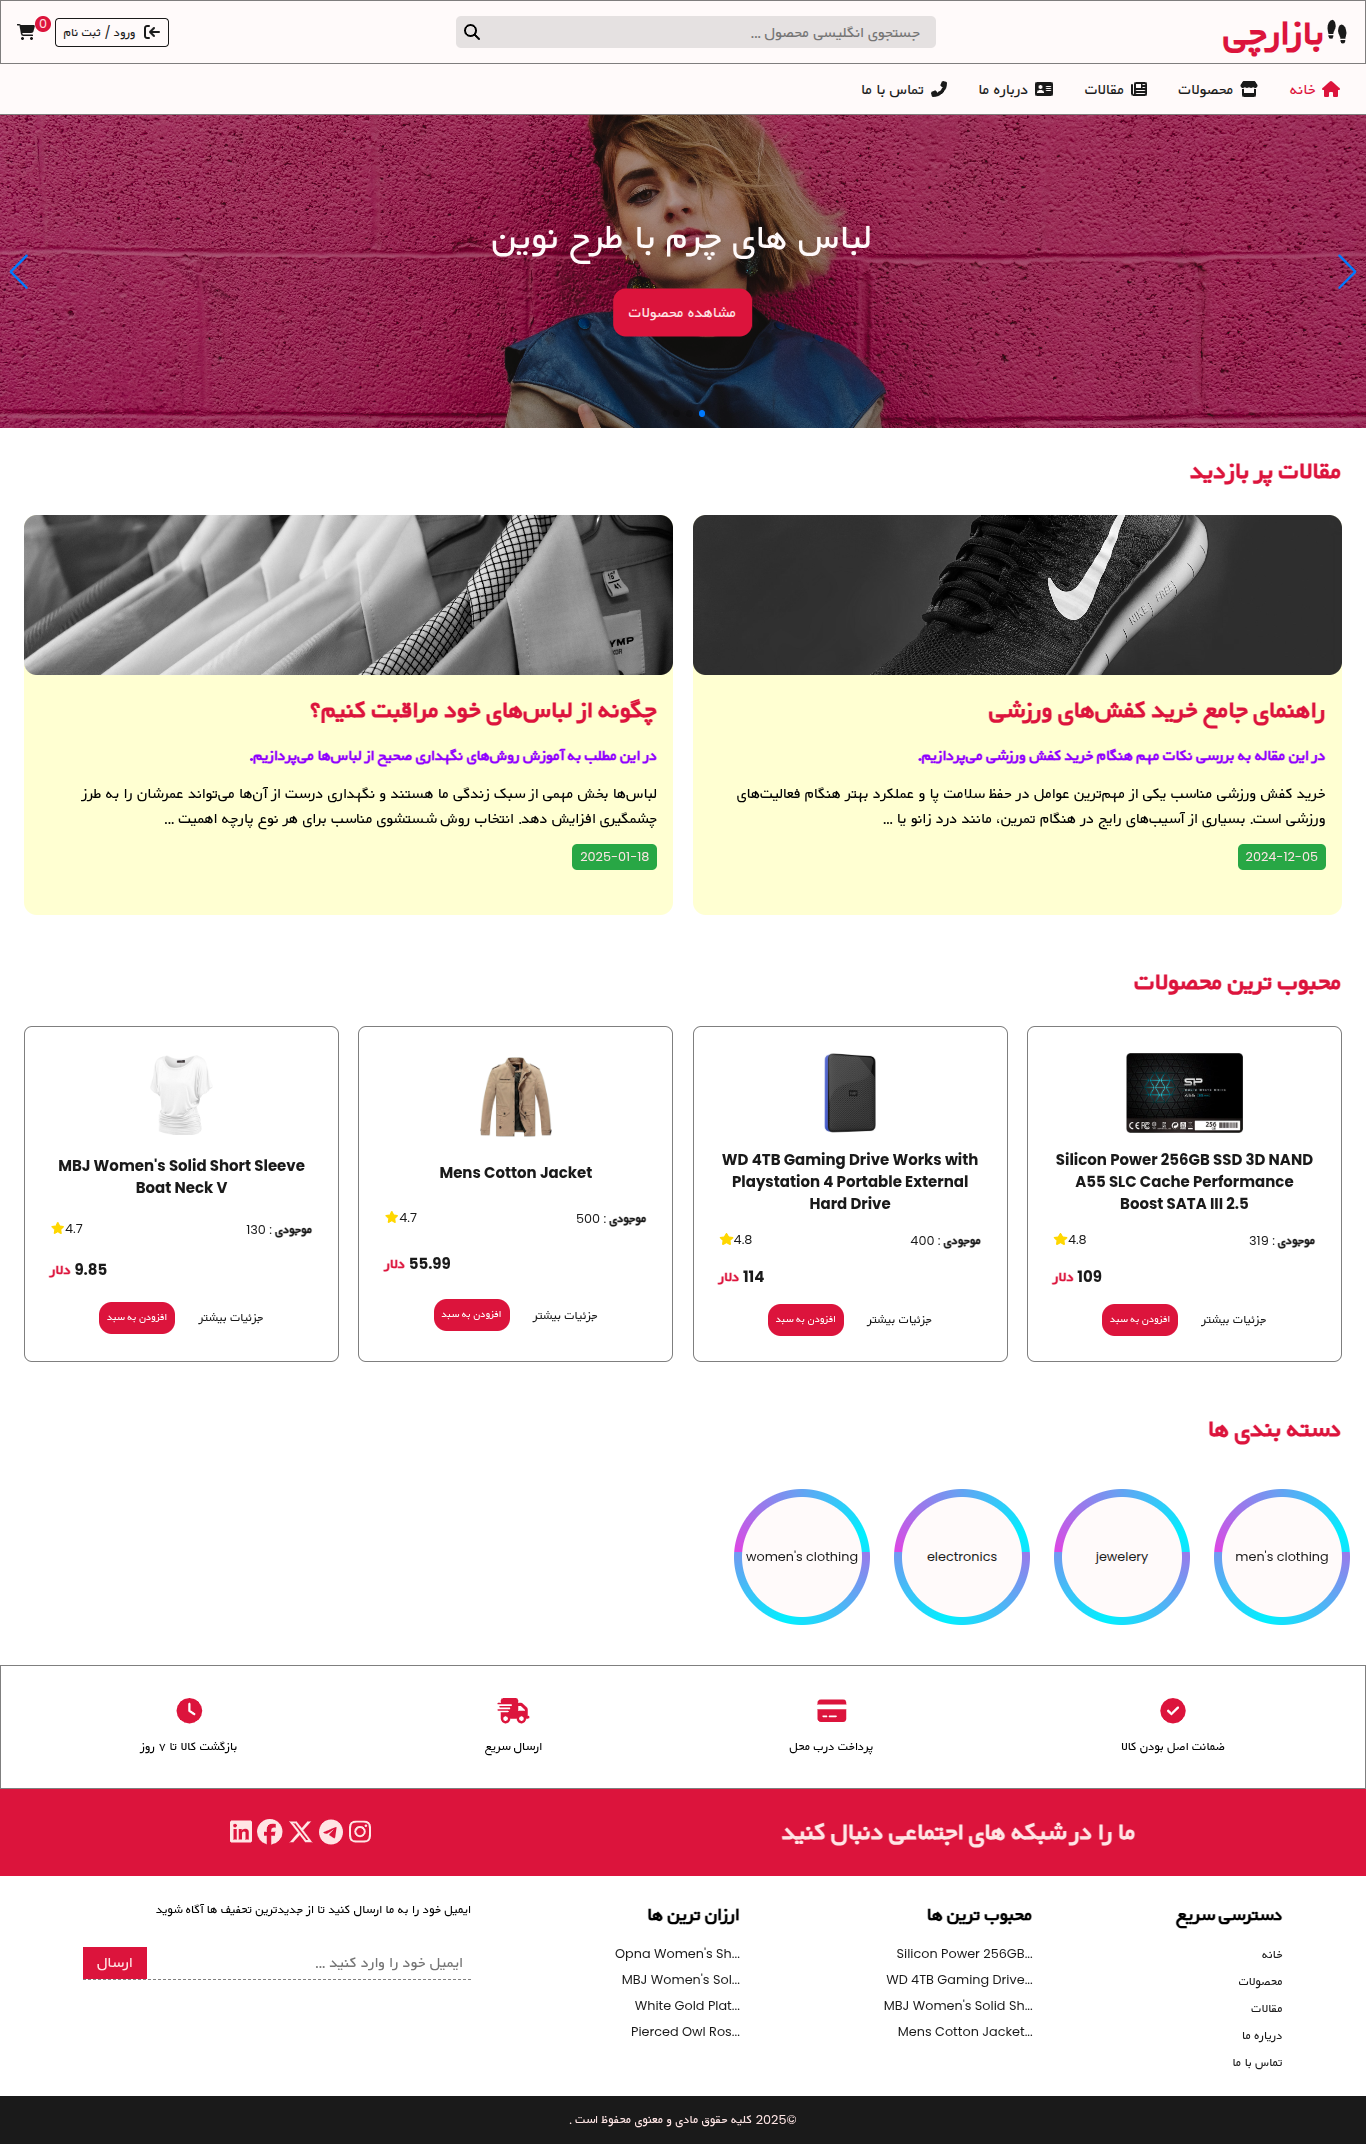 بازارچی
جستجوی انگلیسی محصول ...
ورود / ثبت نام
0
خانه
محصولات
مقالات
درباره ما
تماس با ما
لباس های چرم با طرح نوین
مشاهده محصولات
مقالات پر بازدید
راهنمای جامع خرید کفش‌های ورزشی
در این مقاله به بررسی نکات مهم هنگام خرید کفش ورزشی می‌پردازیم.
خرید کفش ورزشی مناسب یکی از مهم‌ترین عوامل در حفظ سلامت پا و عملکرد بهتر هنگام فعالیت‌های
ورزشی است. بسیاری از آسیب‌های رایج در هنگام تمرین، مانند درد زانو یا ...
2024-12-05
چگونه از لباس‌های خود مراقبت کنیم؟
در این مطلب به آموزش روش‌های نگهداری صحیح از لباس‌ها می‌پردازیم.
لباس‌ها بخش مهمی از سبک زندگی ما هستند و نگهداری درست از آن‌ها می‌تواند عمرشان را به طرز
چشمگیری افزایش دهد. انتخاب روش شستشوی مناسب برای هر نوع پارچه اهمیت ...
2025-01-18
محبوب ترین محصولات
Silicon Power 256GB SSD 3D NAND
A55 SLC Cache Performance
Boost SATA III 2.5
موجودی : 319
4.8
109 دلار
جزئیات بیشتر
افزودن به سبد
WD 4TB Gaming Drive Works with
Playstation 4 Portable External
Hard Drive
موجودی : 400
4.8
114 دلار
جزئیات بیشتر
افزودن به سبد
Mens Cotton Jacket
موجودی : 500
4.7
55.99 دلار
جزئیات بیشتر
افزودن به سبد
MBJ Women's Solid Short Sleeve
Boat Neck V
موجودی : 130
4.7
9.85 دلار
جزئیات بیشتر
افزودن به سبد
دسته بندی ها
men's clothing
jewelery
electronics
women's clothing
ضمانت اصل بودن کالا
پرداخت درب محل
ارسال سریع
بازگشت کالا تا ۷ روز
ما را در شبکه های اجتماعی دنبال کنید
دسترسی سریع
خانه
محصولات
مقالات
درباره ما
تماس با ما
محبوب ترین ها
Silicon Power 256GB...
WD 4TB Gaming Drive...
MBJ Women's Solid Sh...
Mens Cotton Jacket...
ارزان ترین ها
Opna Women's Sh...
MBJ Women's Sol...
White Gold Plat...
Pierced Owl Ros...
ایمیل خود را به ما ارسال کنید تا از جدیدترین تخفیف ها آگاه شوید
ایمیل خود را وارد کنید ...
ارسال
©2025 کلیه حقوق مادی و معنوی محفوظ است .